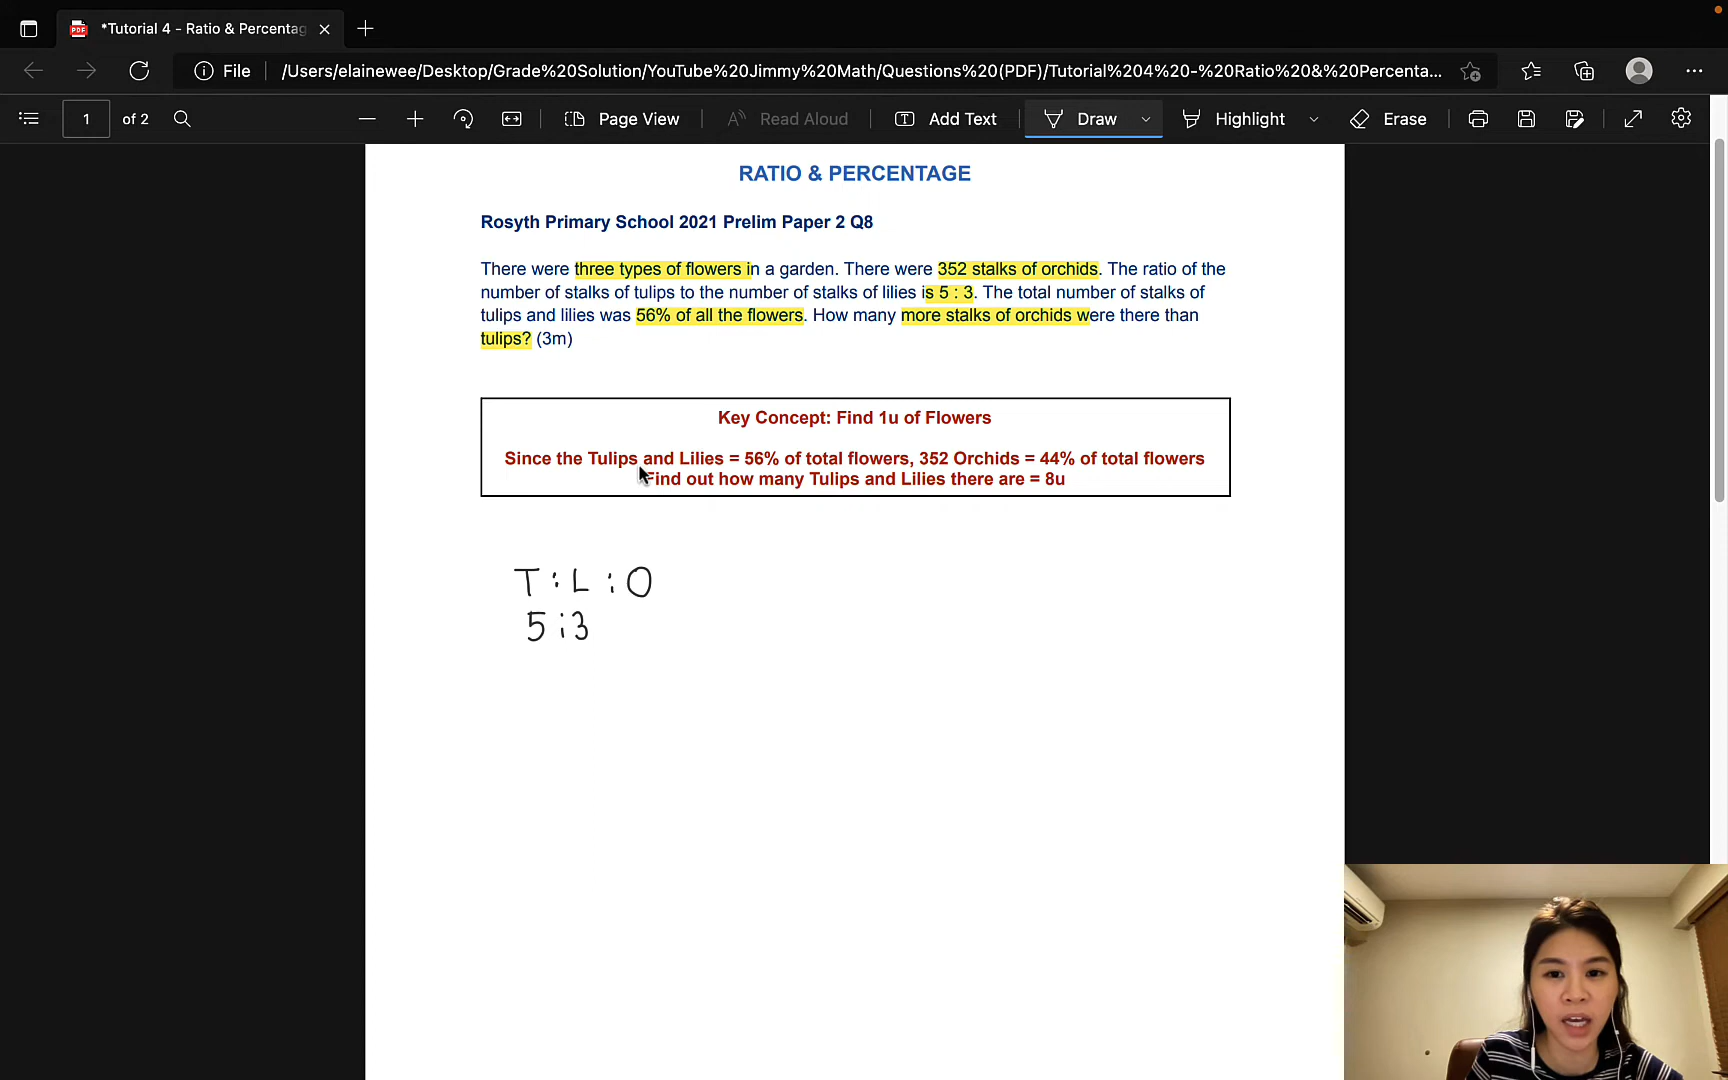 *Tutorial 4 - Ratio & Percentag
File /Users/elainewee/Desktop/Grade%20Solution/YouTube%20Jimmy%20Math/Questions%20(PDF)/Tutorial%204%20-%20Ratio%20&%20Percenta...
1 of 2 Page View Read Aloud Add Text Draw Highlight Erase
RATIO & PERCENTAGE
Rosyth Primary School 2021 Prelim Paper 2 Q8
There were three types of flowers in a garden. There were 352 stalks of orchids. The ratio of the
number of stalks of tulips to the number of stalks of lilies is 5 : 3. The total number of stalks of
tulips and lilies was 56% of all the flowers. How many more stalks of orchids were there than
tulips? (3m)
Key Concept: Find 1u of Flowers
Since the Tulips and Lilies = 56% of total flowers, 352 Orchids = 44% of total flowers
Find out how many Tulips and Lilies there are = 8u
T : L : O
5 : 3